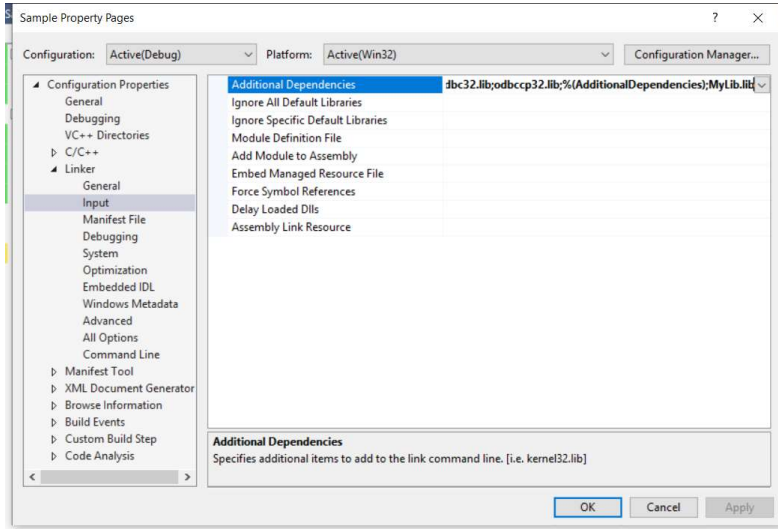 Sample Property Pages
?
Configuration: Active(Debug) Platform: Active(Win32) Configuration Manager...
Configuration Properties
General
Debugging
VC++ Directories
C/C++
Linker
General
Input
Manifest File
Debugging
System
Optimization
Embedded IDL
Windows Metadata
Advanced
All Options
Command Line
Manifest Tool
XML Document Generator
Browse Information
Build Events
Custom Build Step
Code Analysis
Additional Dependencies dbc32.lib;odbccp32.lib;%(AdditionalDependencies);MyLib.lib
Ignore All Default Libraries
Ignore Specific Default Libraries
Module Definition File
Add Module to Assembly
Embed Managed Resource File
Force Symbol References
Delay Loaded Dlls
Assembly Link Resource
Additional Dependencies
Specifies additional items to add to the link command line. [i.e. kernel32.lib]
OK Cancel Apply